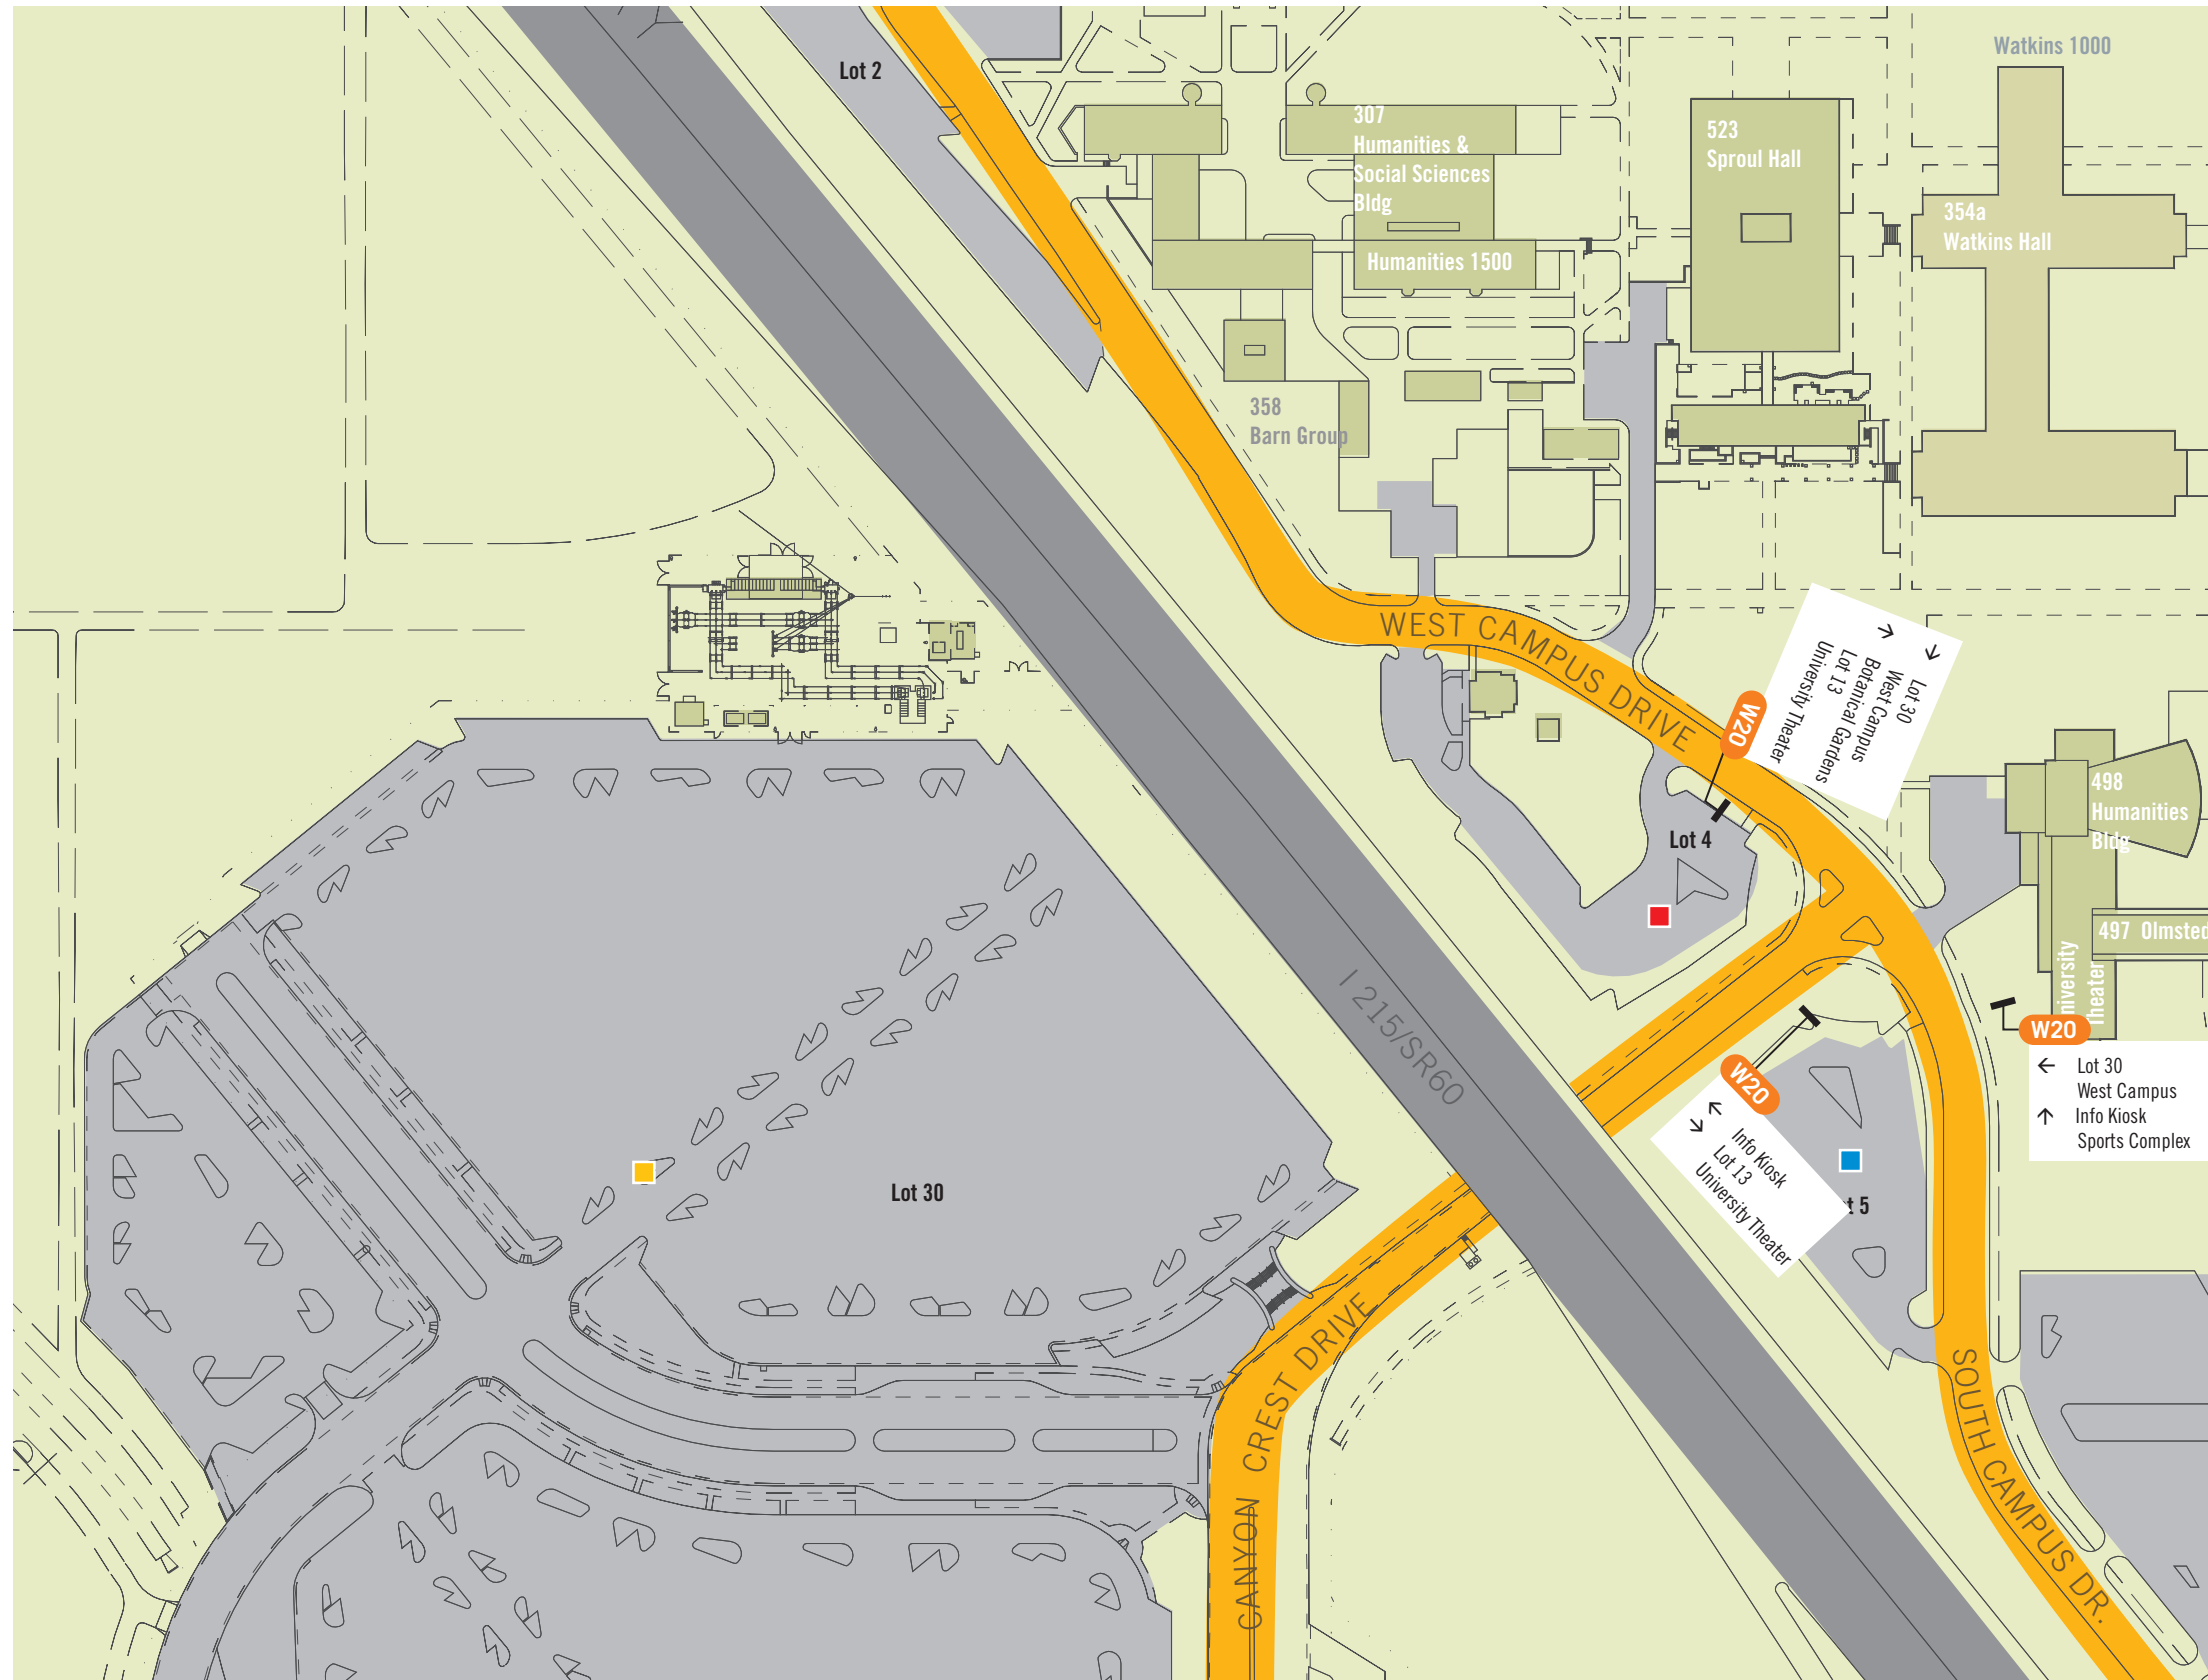 Lot 2
Watkins 1000
307
Humanities &
Social Sciences
Bldg
Humanities 1500
523
Sproul Hall
354a
Watkins Hall
358
Barn Group
WEST CAMPUS DRIVE
W20
↓ Lot 30
West Campus
→ Botanical Gardens
Lot 13
University Theater
498
Humanities
Bldg
Lot 4
497 Olmsted
University
Theater
W20
← Lot 30
West Campus
↑ Info Kiosk
Sports Complex
I 215/SR60
W20
↑ Info Kiosk
→ Lot 13
University Theater
t 5
Lot 30
CANYON CREST DRIVE
SOUTH CAMPUS DR.